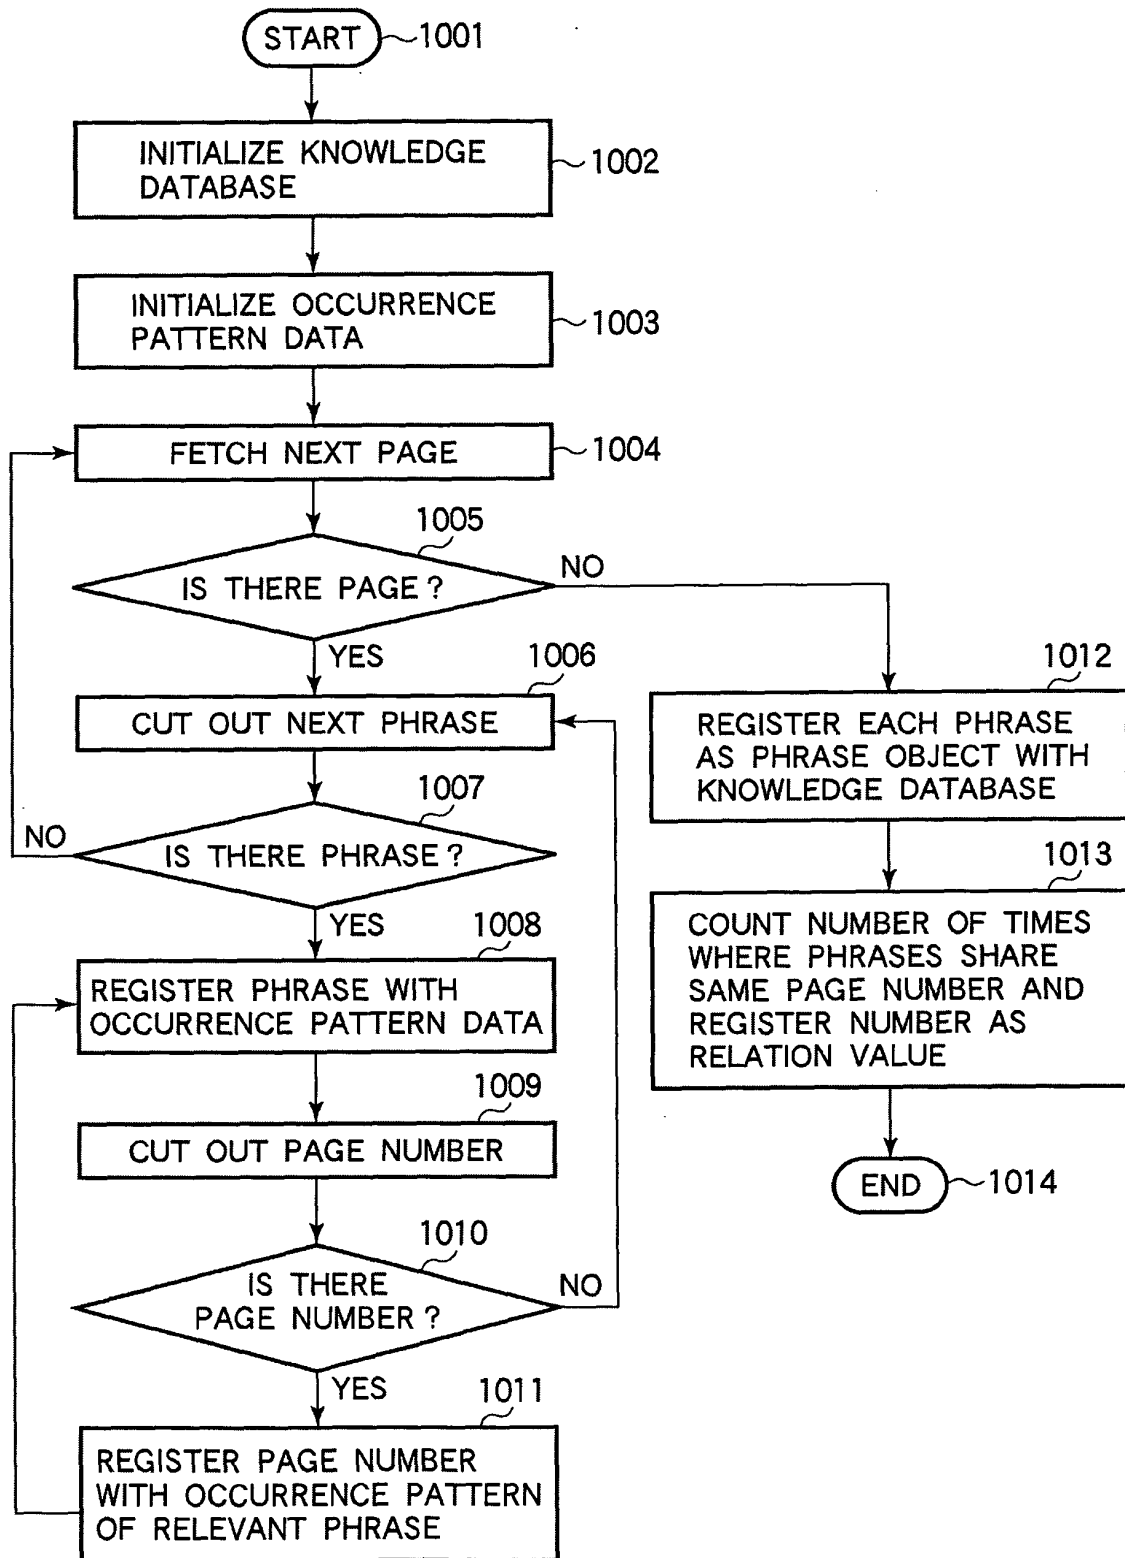 START
1001
INITIALIZE KNOWLEDGE
DATABASE
1002
INITIALIZE OCCURRENCE
PATTERN DATA
1003
FETCH NEXT PAGE
1004
1005
IS THERE PAGE ?
NO
YES
1006
CUT OUT NEXT PHRASE
1007
NO
IS THERE PHRASE ?
YES
1008
REGISTER PHRASE WITH
OCCURRENCE PATTERN DATA
1009
CUT OUT PAGE NUMBER
1010
IS THERE
PAGE NUMBER ?
NO
YES
1011
REGISTER PAGE NUMBER
WITH OCCURRENCE PATTERN
OF RELEVANT PHRASE
1012
REGISTER EACH PHRASE
AS PHRASE OBJECT WITH
KNOWLEDGE DATABASE
1013
COUNT NUMBER OF TIMES
WHERE PHRASES SHARE
SAME PAGE NUMBER AND
REGISTER NUMBER AS
RELATION VALUE
END
1014